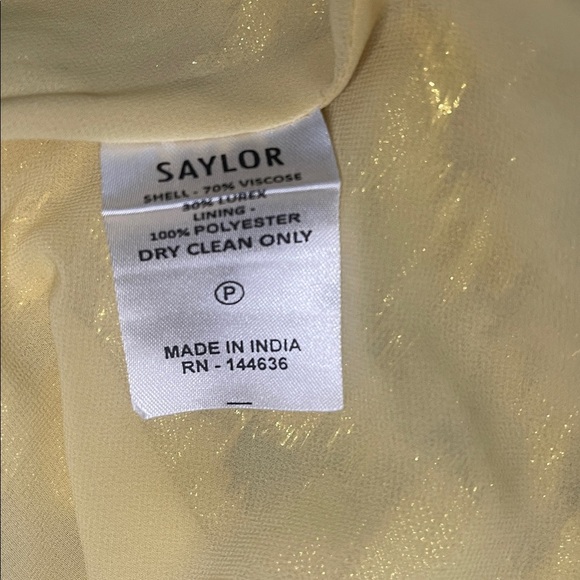 SAYLOR
SHELL - 70% VISCOSE
30% LUREX
LINING -
100% POLYESTER
DRY CLEAN ONLY
P
MADE IN INDIA
RN - 144636